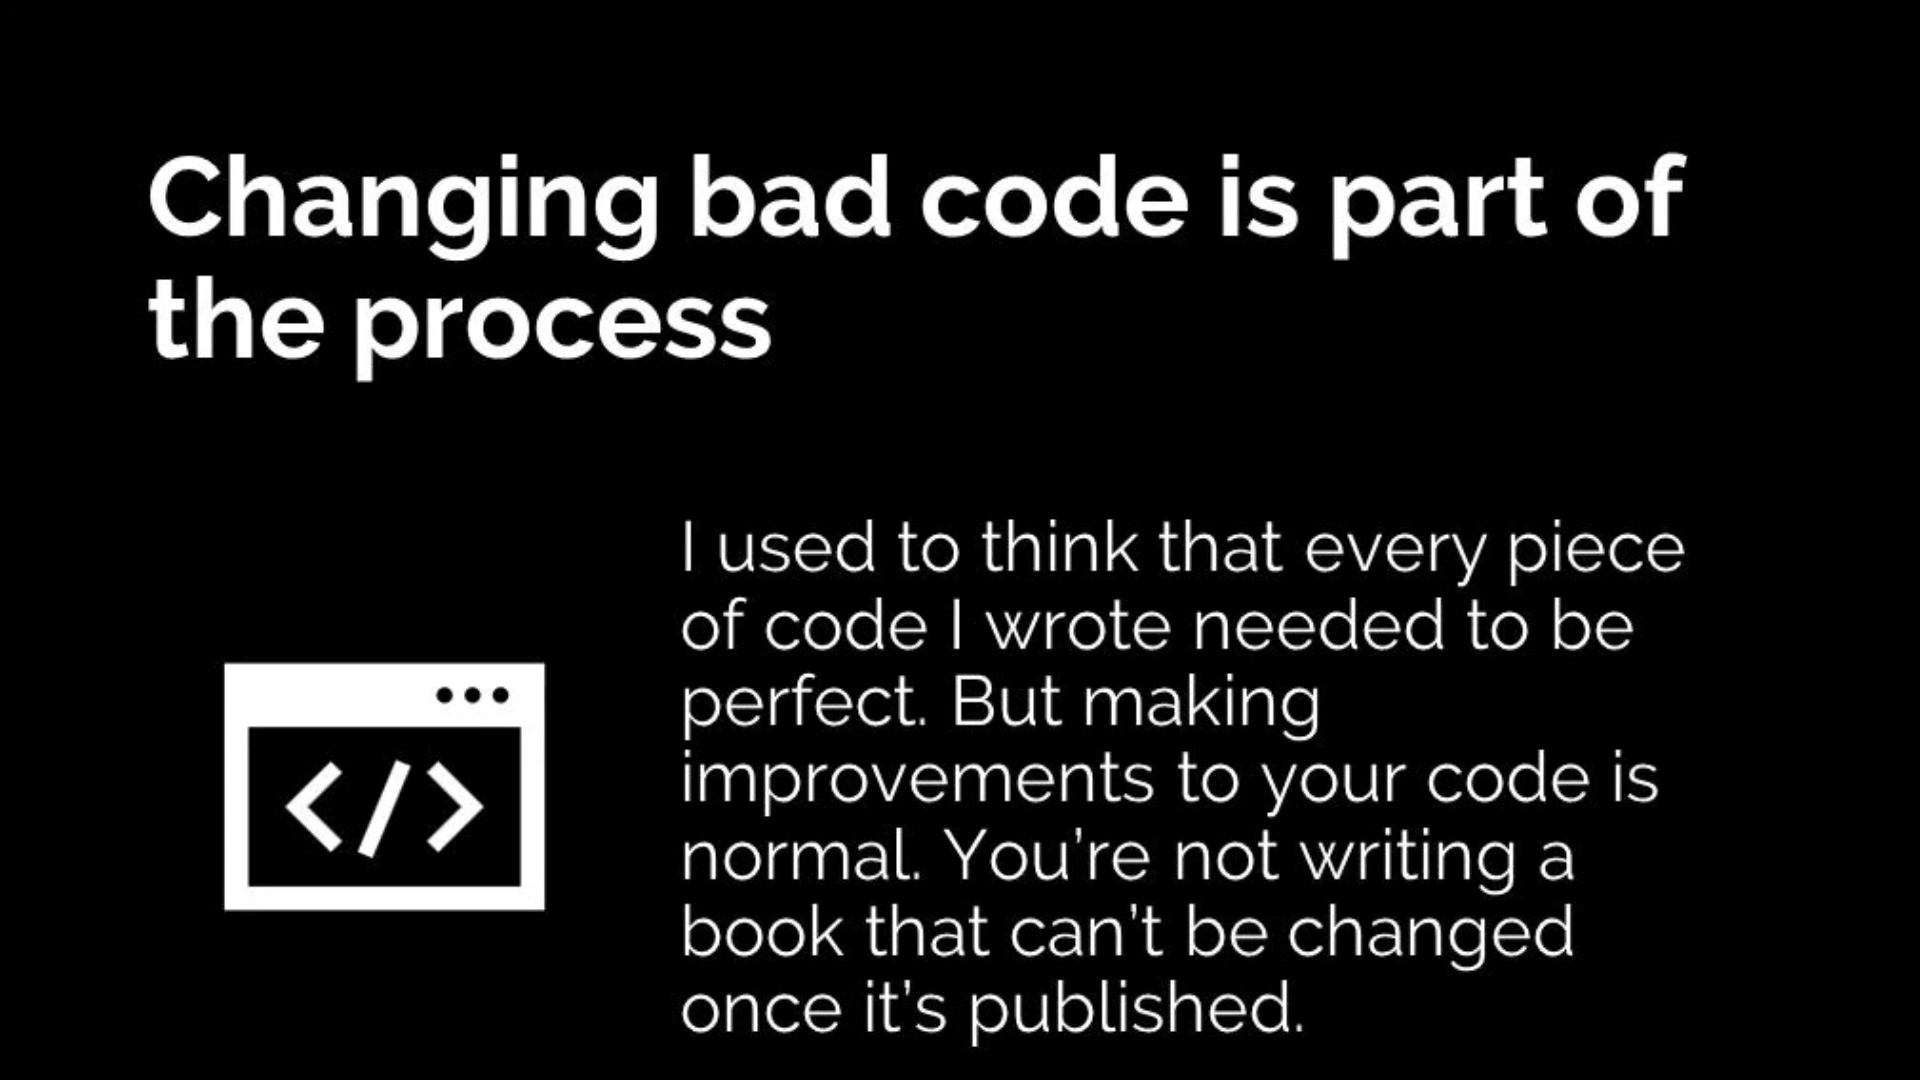 Changing bad code is part of
the process
I used to think that every piece
of code I wrote needed to be
perfect. But making
improvements to your code is
normal. You’re not writing a
book that can’t be changed
once it’s published.
</>